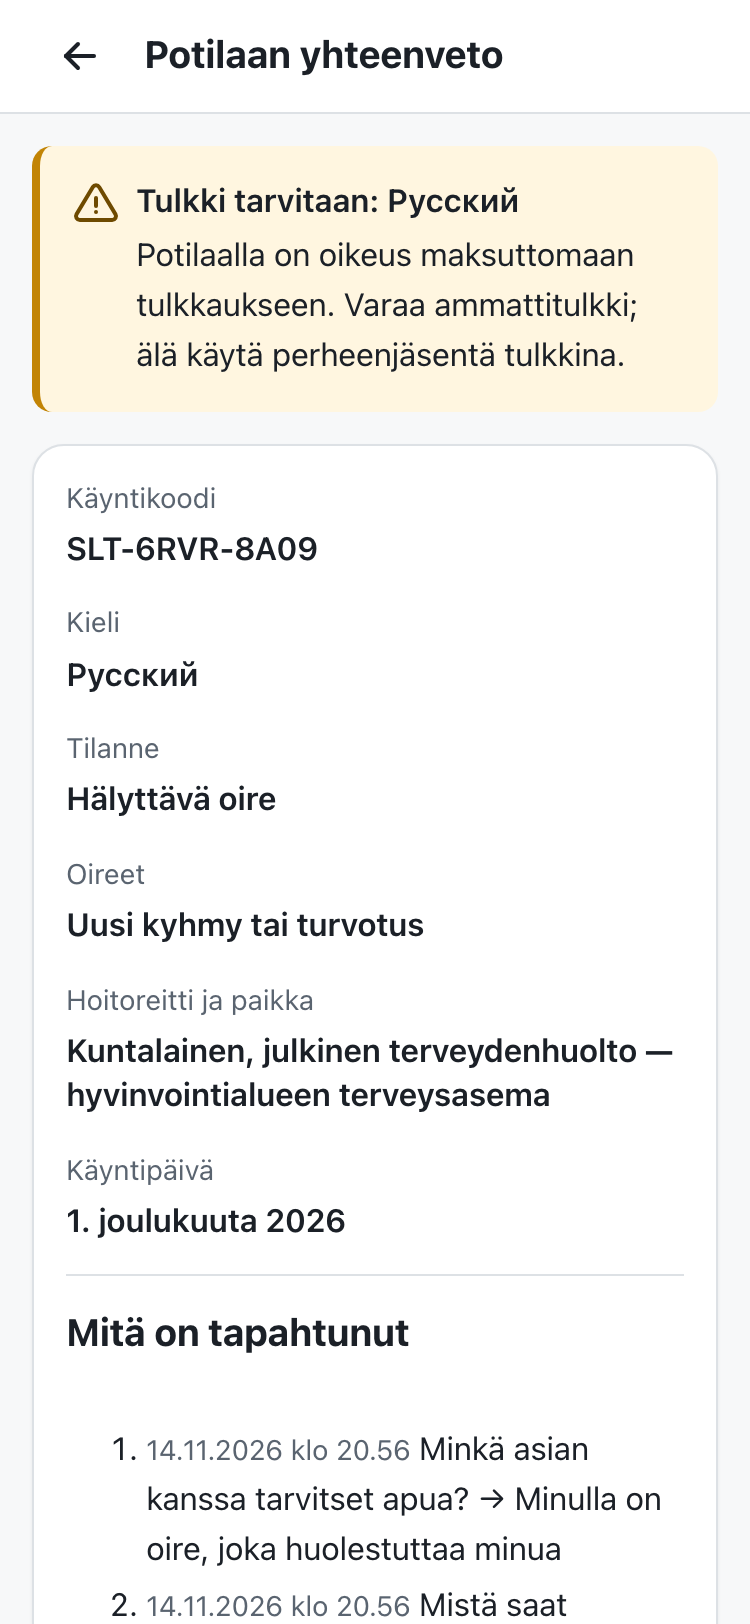 Potilaan yhteenveto
Tulkki tarvitaan: Русский
Potilaalla on oikeus maksuttomaan
tulkkaukseen. Varaa ammattitulkki;
älä käytä perheenjäsentä tulkkina.
Käyntikoodi
SLT-6RVR-8A09
Kieli
Русский
Tilanne
Hälyttävä oire
Oireet
Uusi kyhmy tai turvotus
Hoitoreitti ja paikka
Kuntalainen, julkinen terveydenhuolto —
hyvinvointialueen terveysasema
Käyntipäivä
1. joulukuuta 2026
Mitä on tapahtunut
1. 14.11.2026 klo 20.56 Minkä asian
kanssa tarvitset apua? → Minulla on
oire, joka huolestuttaa minua
2. 14.11.2026 klo 20.56 Mistä saat